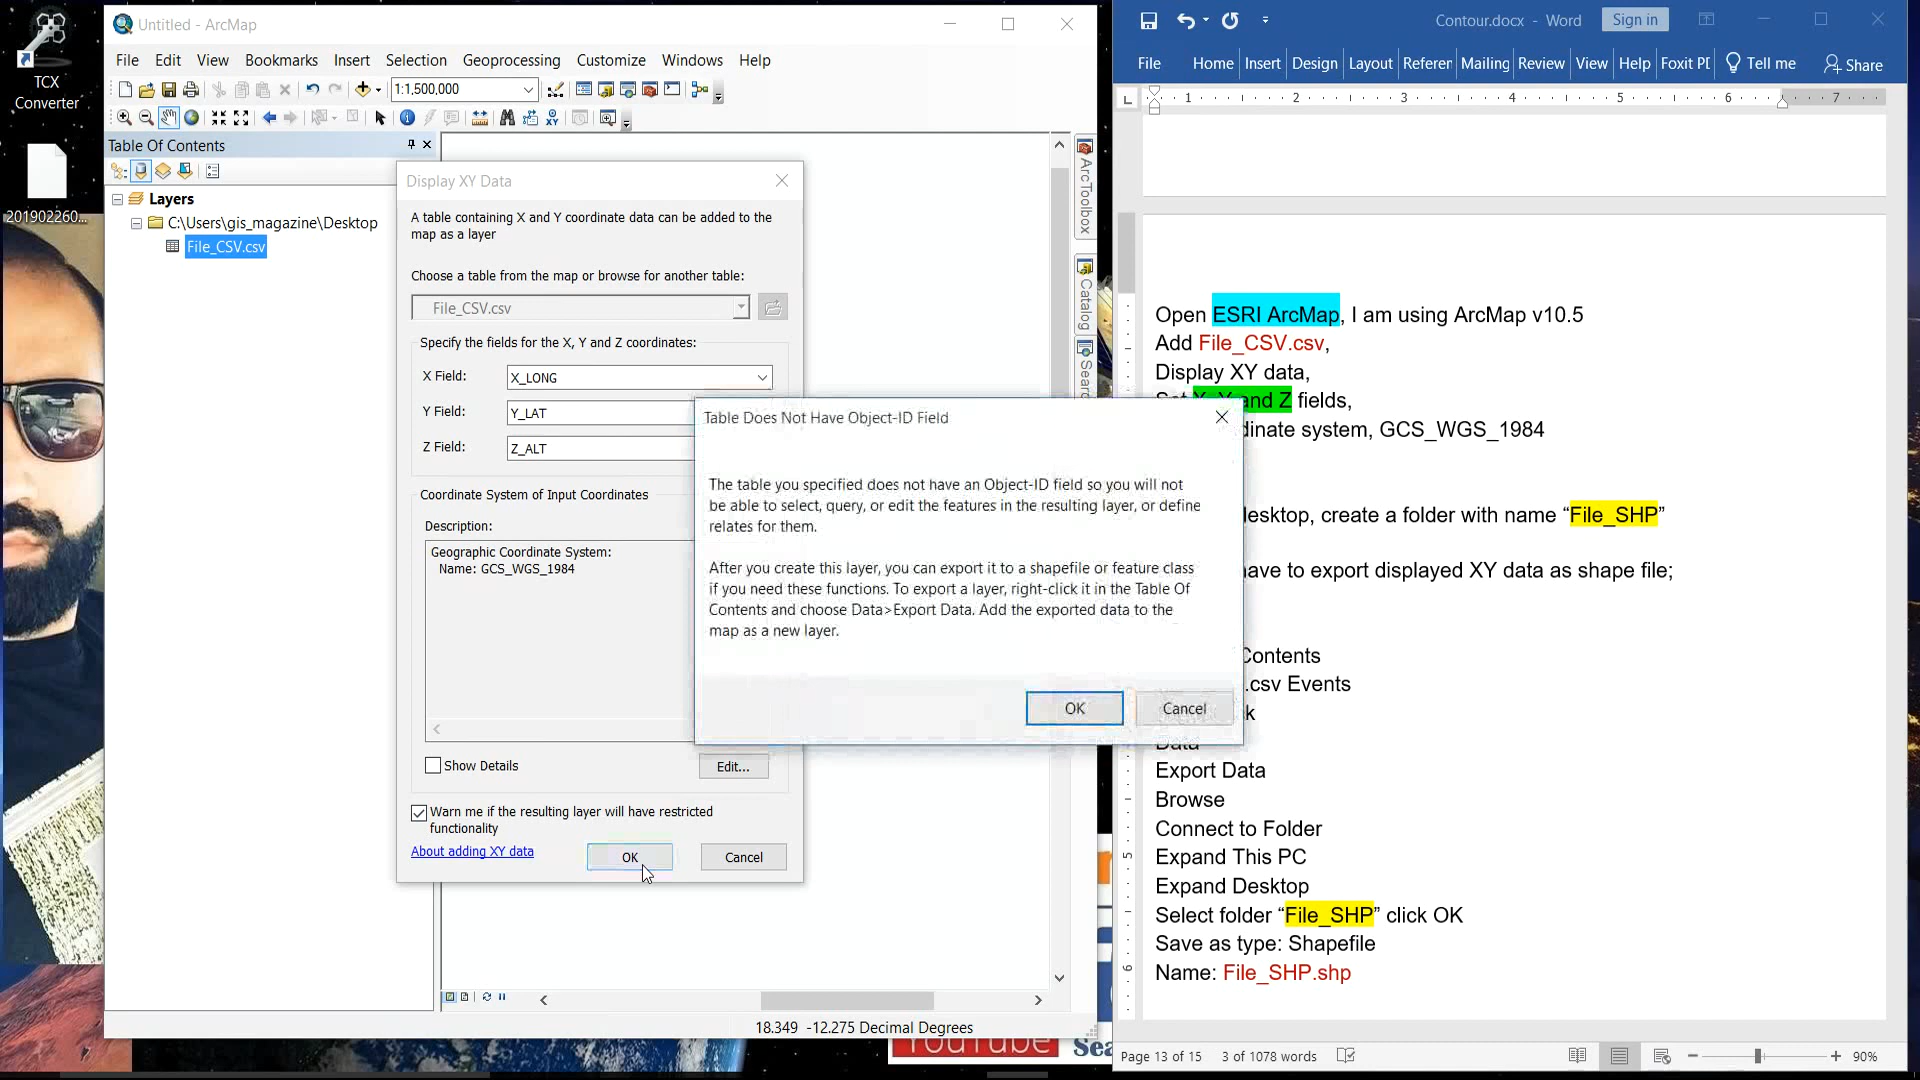 TCX
Converter
201902260...
Untitled - ArcMap
File Edit View Bookmarks Insert Selection Geoprocessing Customize Windows Help
1:1,500,000
Table Of Contents
Layers
C:\Users\gis_magazine\Desktop
File_CSV.csv
ArcToolbox
Catalog
Display XY Data
A table containing X and Y coordinate data can be added to the
map as a layer
Choose a table from the map or browse for another table:
File_CSV.csv
Specify the fields for the X, Y and Z coordinates:
X Field:
X_LONG
Y Field:
Y_LAT
Z Field:
Z_ALT
Coordinate System of Input Coordinates
Description:
Geographic Coordinate System:
Name: GCS_WGS_1984
Show Details
Edit...
Warn me if the resulting layer will have restricted
functionality
About adding XY data
OK
Cancel
Table Does Not Have Object-ID Field
The table you specified does not have an Object-ID field so you will not
be able to select, query, or edit the features in the resulting layer, or define
relates for them.
After you create this layer, you can export it to a shapefile or feature class
if you need these functions. To export a layer, right-click it in the Table Of
Contents and choose Data>Export Data. Add the exported data to the
map as a new layer.
OK
Cancel
18.349 -12.275 Decimal Degrees
YouTube
Contour.docx - Word
Sign in
File Home Insert Design Layout Mailing Review View Help Tell me Share
1 2 3 4 5 6 7
Open ESRI ArcMap, I am using ArcMap v10.5
Add File_CSV.csv,
Display XY data,
and Z fields,
system, GCS_WGS_1984
create a folder with name “File_SHP”
to export displayed XY data as shape file;
Contents
.csv Events
Data
Export Data
Browse
Connect to Folder
Expand This PC
Expand Desktop
Select folder “File_SHP” click OK
Save as type: Shapefile
Name: File_SHP.shp
5
6
Page 13 of 15 3 of 1078 words
90%